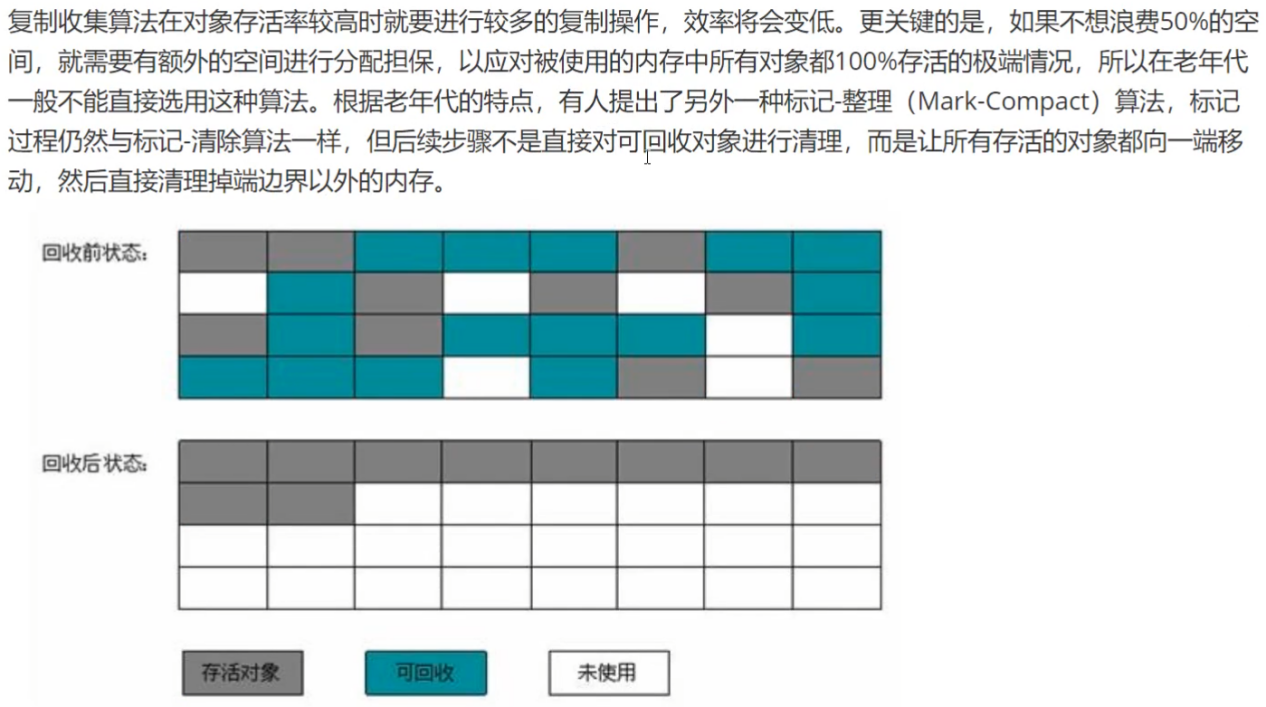 复制收集算法在对象存活率较高时就要进行较多的复制操作，效率将会变低。更关键的是，如果不想浪费50%的空
间，就需要有额外的空间进行分配担保，以应对被使用的内存中所有对象都100%存活的极端情况，所以在老年代
一般不能直接选用这种算法。根据老年代的特点，有人提出了另外一种标记-整理（Mark-Compact）算法，标记
过程仍然与标记-清除算法一样，但后续步骤不是直接对可回收对象进行清理，而是让所有存活的对象都向一端移
动，然后直接清理掉端边界以外的内存。
回收前状态：
回收后状态：
存活对象 可回收 未使用